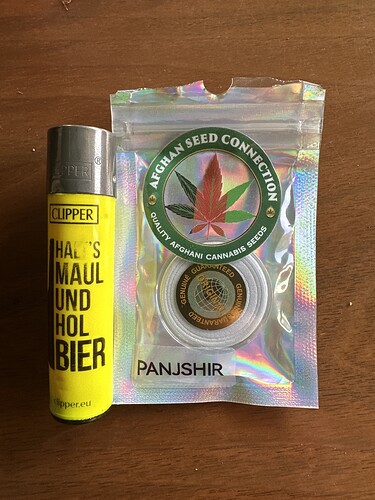 CLIPPER®
CLIPPER
HALT'S
MAUL
UND
HOL
BIER
clipper.eu
AFGHAN SEED CONNECTION
QUALITY AFGHANI CANNABIS SEEDS
GUARANTEED GENUINE GUARANTEED GENUINE
PANJSHIR